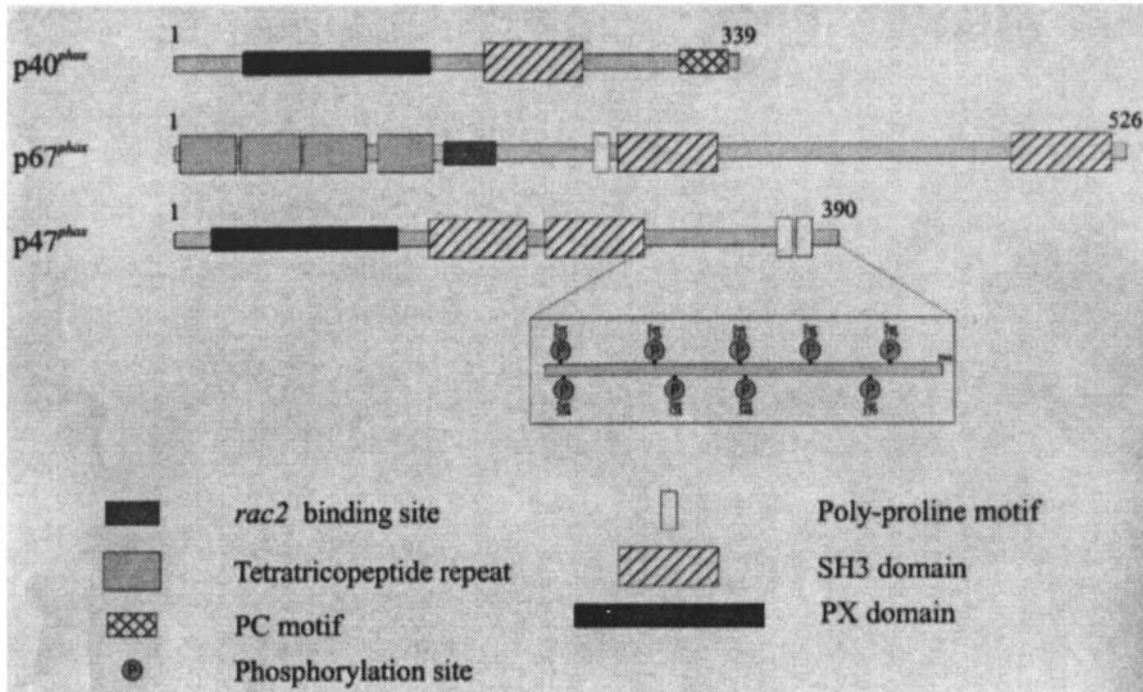 1 339
p40phox
1 526
p67phox
1 390
p47phox
P P P P P
P P P P
rac2 binding site
Poly-proline motif
Tetratricopeptide repeat
SH3 domain
PC motif
PX domain
P Phosphorylation site